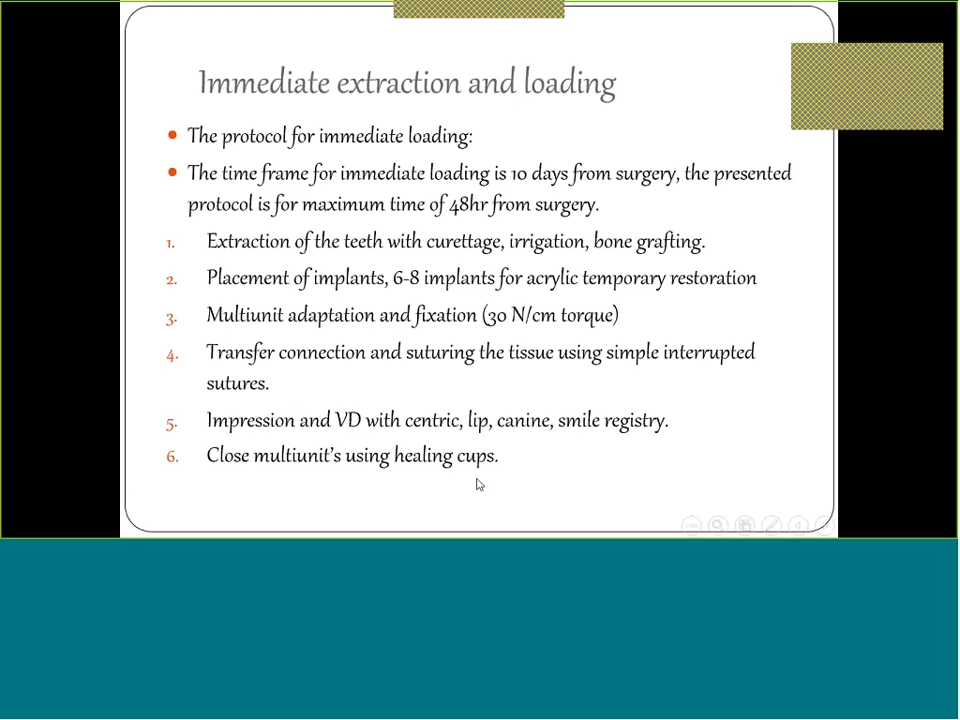 Immediate extraction and loading
• The protocol for immediate loading:
• The time frame for immediate loading is 10 days from surgery, the presented
protocol is for maximum time of 48hr from surgery.
1. Extraction of the teeth with curettage, irrigation, bone grafting.
2. Placement of implants, 6-8 implants for acrylic temporary restoration
3. Multiunit adaptation and fixation (30 N/cm torque)
4. Transfer connection and suturing the tissue using simple interrupted
sutures.
5. Impression and VD with centric, lip, canine, smile registry.
6. Close multiunit's using healing cups.